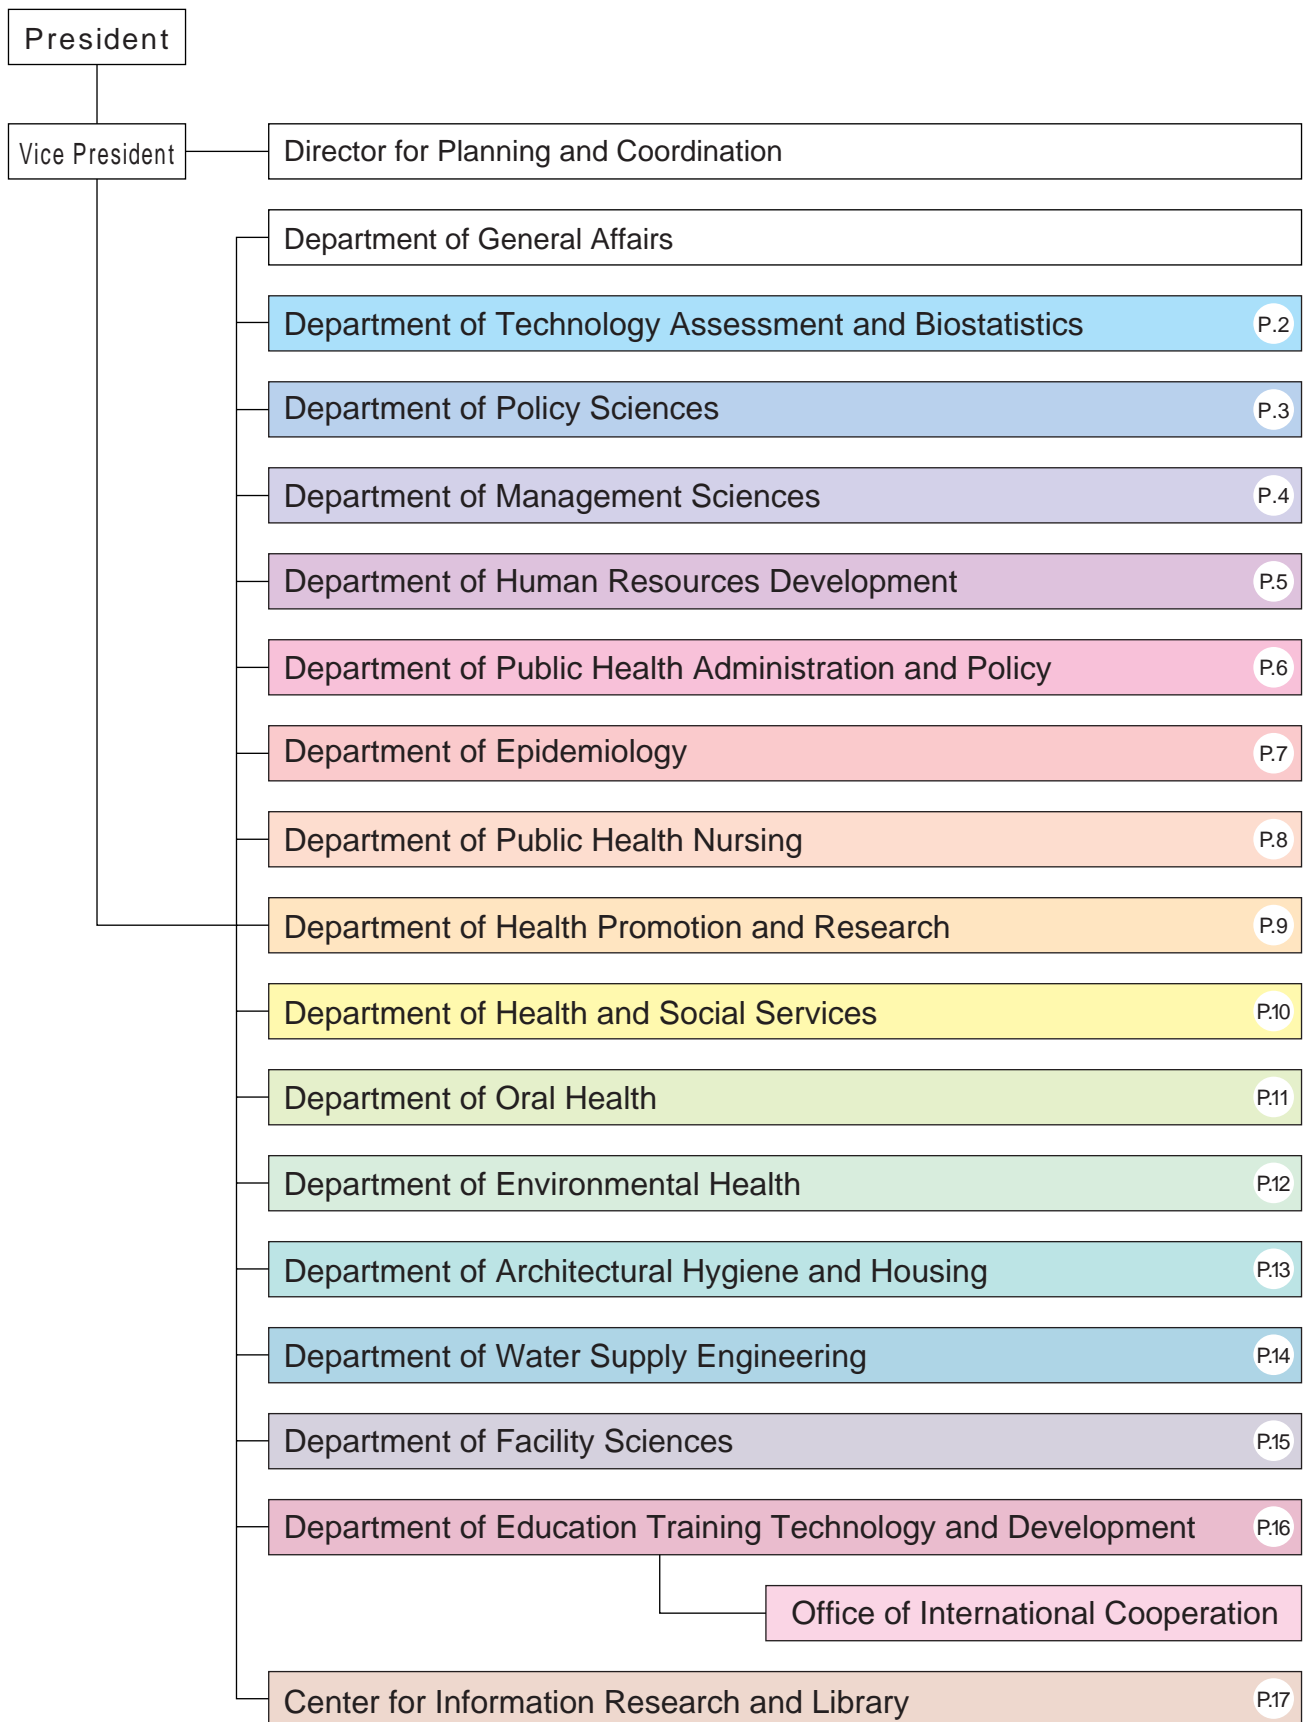 President
Vice President
Director for Planning and Coordination
Department of General Affairs
Department of Technology Assessment and Biostatistics P.2
Department of Policy Sciences P.3
Department of Management Sciences P.4
Department of Human Resources Development P.5
Department of Public Health Administration and Policy P.6
Department of Epidemiology P.7
Department of Public Health Nursing P.8
Department of Health Promotion and Research P.9
Department of Health and Social Services P.10
Department of Oral Health P.11
Department of Environmental Health P.12
Department of Architectural Hygiene and Housing P.13
Department of Water Supply Engineering P.14
Department of Facility Sciences P.15
Department of Education Training Technology and Development P.16
Office of International Cooperation
Center for Information Research and Library P.17